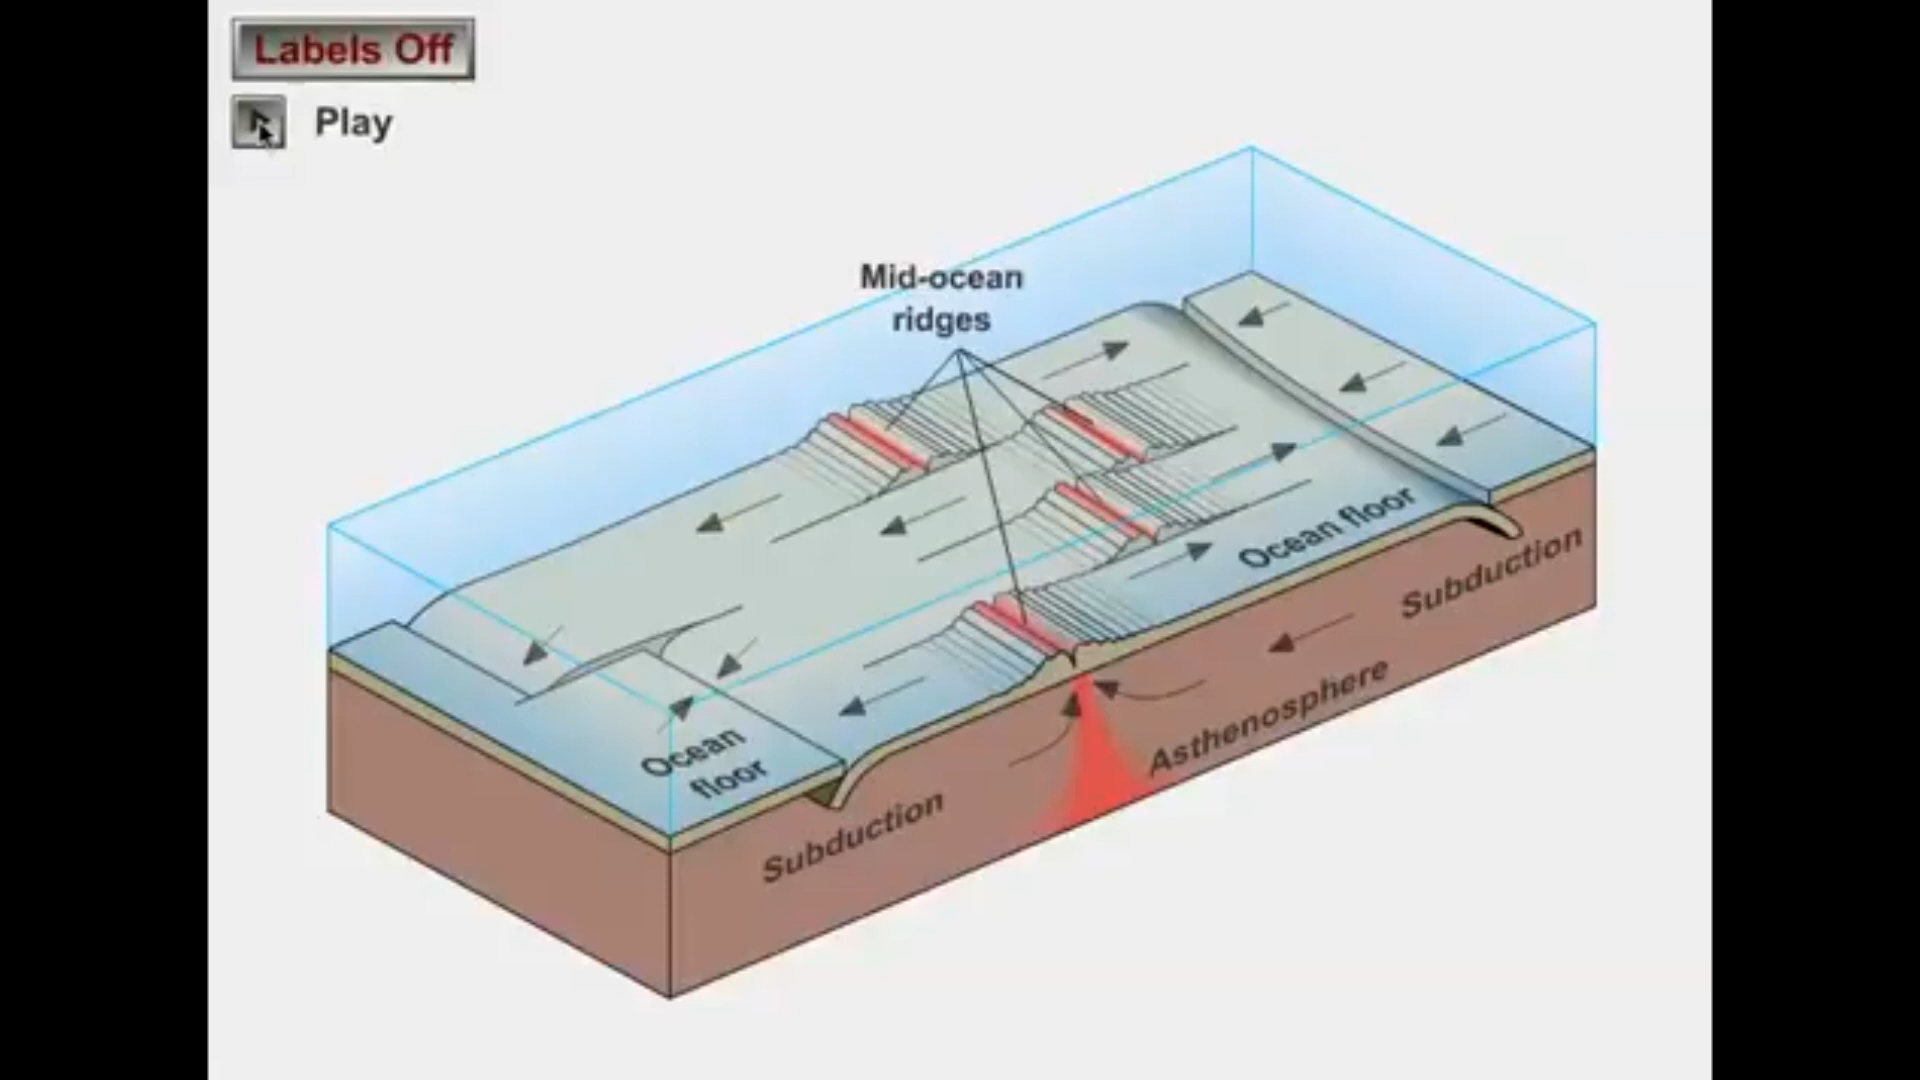 Labels Off
Play
Mid-ocean
ridges
Ocean floor
Subduction
Asthenosphere
Ocean
floor
Subduction